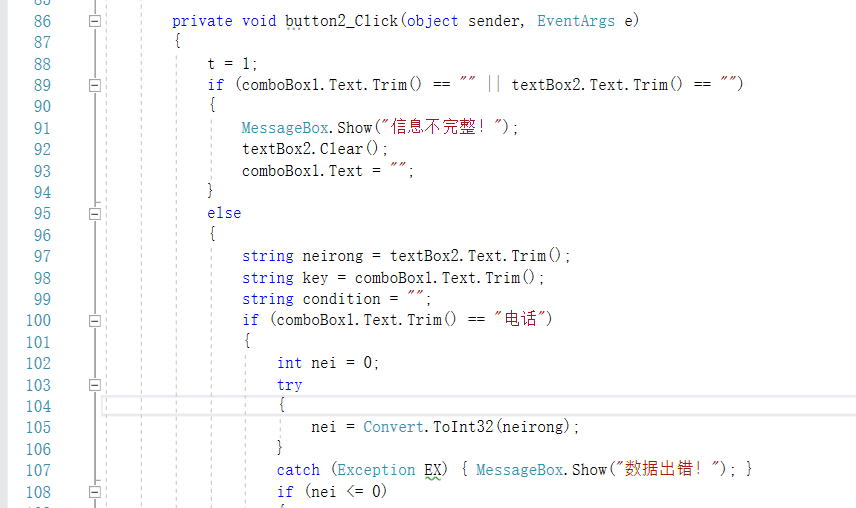 86 private void button2_Click(object sender, EventArgs e)
87 {
88 t = 1;
89 if (comboBox1.Text.Trim() == "" || textBox2.Text.Trim() == "")
90 {
91 MessageBox.Show("信息不完整！");
92 textBox2.Clear();
93 comboBox1.Text = "";
94 }
95 else
96 {
97 string neirong = textBox2.Text.Trim();
98 string key = comboBox1.Text.Trim();
99 string condition = "";
100 if (comboBox1.Text.Trim() == "电话")
101 {
102 int nei = 0;
103 try
104 {
105 nei = Convert.ToInt32(neirong);
106 }
107 catch (Exception EX) { MessageBox.Show("数据出错！"); }
108 if (nei <= 0)